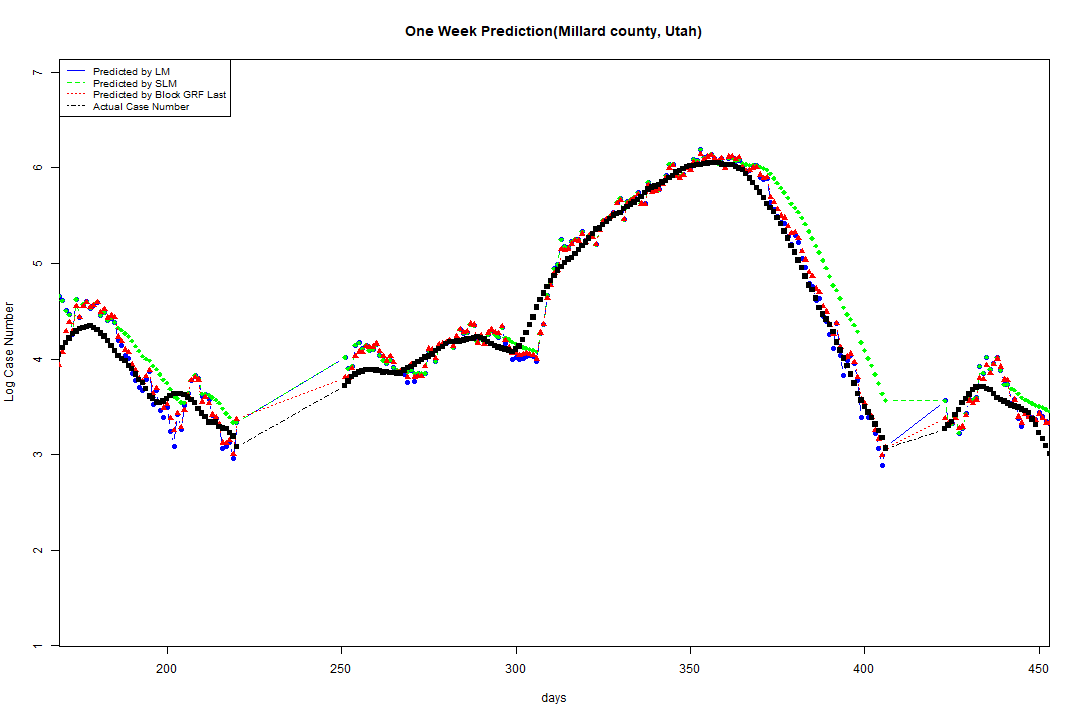 One Week Prediction(Millard county, Utah)
Predicted by LM
Predicted by SLM
Predicted by Block GRF Last
Actual Case Number
Log Case Number
7
6
5
4
3
2
1
200 250 300 350 400 450
days